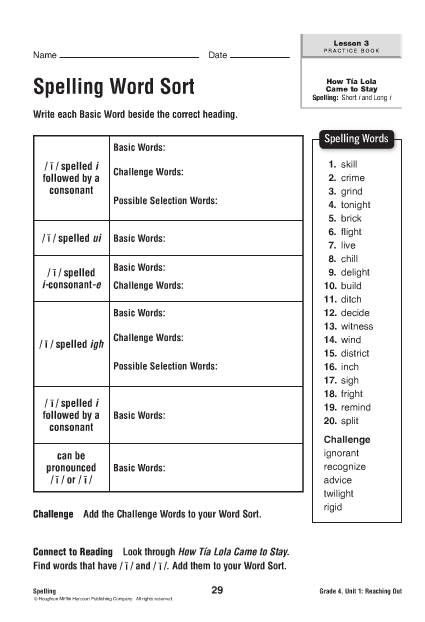 Name Date
Lesson 3
PRACTICE BOOK
Spelling Word Sort
How Tía Lola
Came to Stay
Spelling: Short i and Long i
Write each Basic Word beside the correct heading.
/ĭ/ spelled i
followed by a
consonant
Basic Words:
Challenge Words:
Possible Selection Words:
/ĭ/ spelled ui
Basic Words:
/ī/ spelled
i-consonant-e
Basic Words:
Challenge Words:
/ī/ spelled igh
Basic Words:
Challenge Words:
Possible Selection Words:
/ī/ spelled i
followed by a
consonant
Basic Words:
can be
pronounced
/ĭ/ or /ī/
Basic Words:
Spelling Words
1. skill
2. crime
3. grind
4. tonight
5. brick
6. flight
7. live
8. chill
9. delight
10. build
11. ditch
12. decide
13. witness
14. wind
15. district
16. inch
17. sigh
18. fright
19. remind
20. split
Challenge
ignorant
recognize
advice
twilight
rigid
Challenge Add the Challenge Words to your Word Sort.
Connect to Reading Look through How Tía Lola Came to Stay.
Find words that have /ĭ/ and /ī/. Add them to your Word Sort.
Spelling 29 Grade 4, Unit 1: Reaching Out
© Houghton Mifflin Harcourt Publishing Company All rights reserved